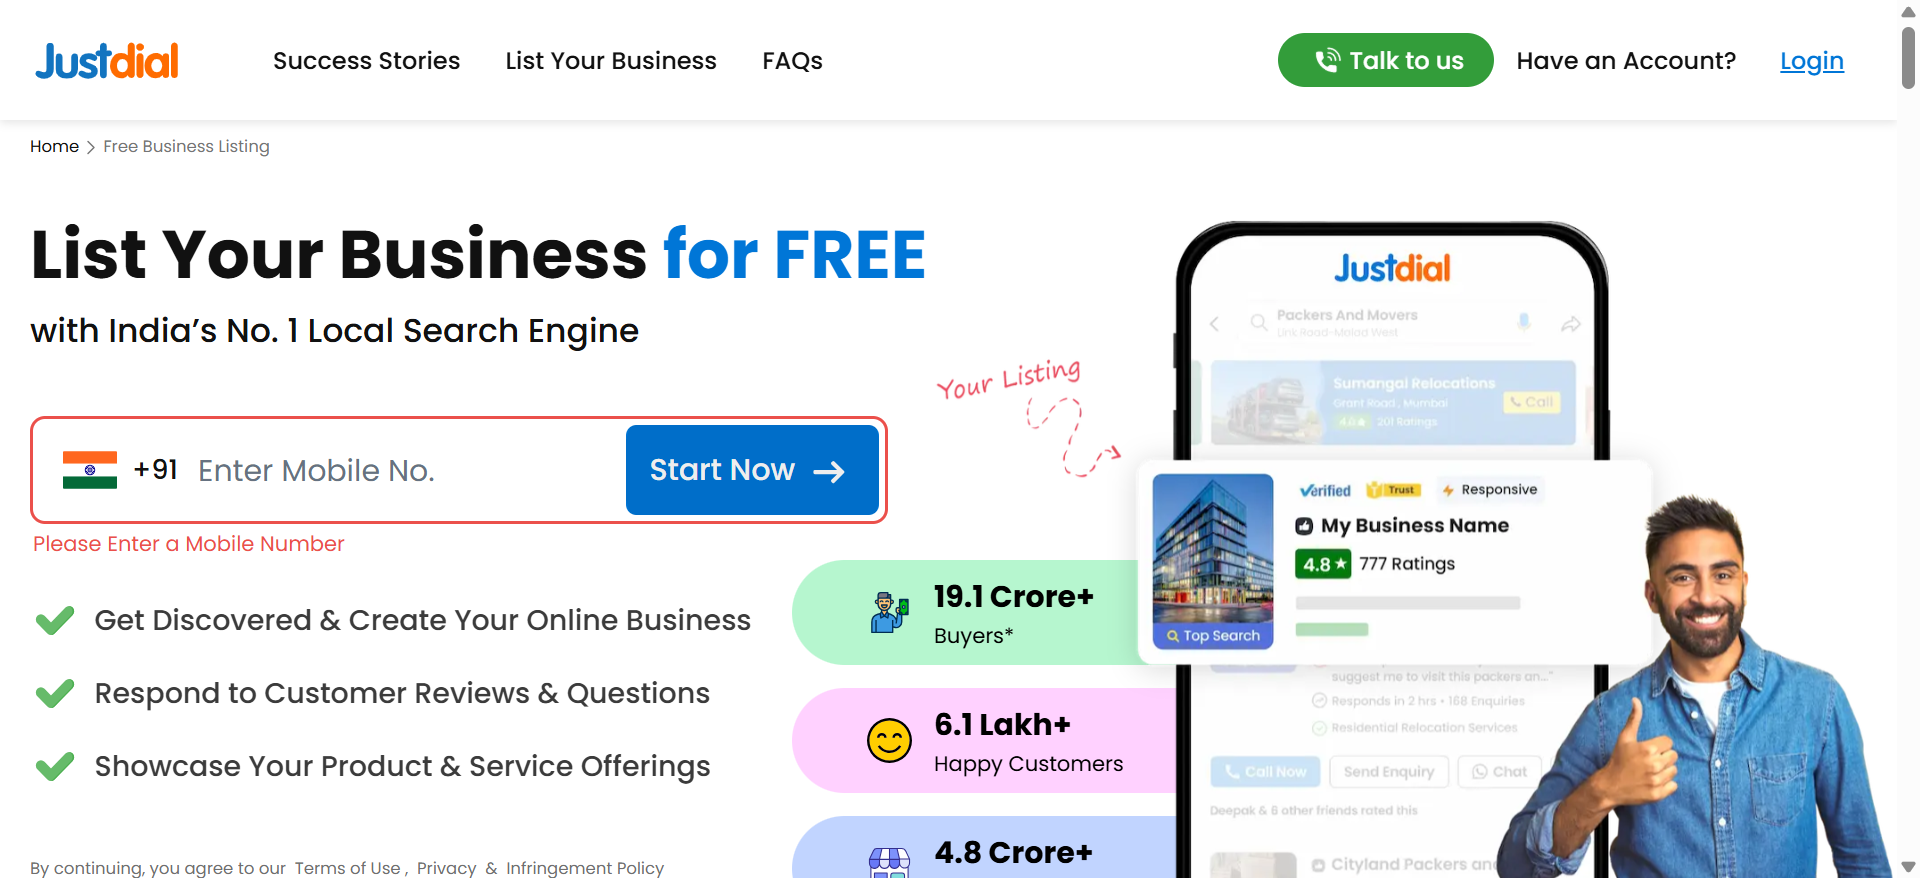 Justdial
Success Stories
List Your Business
FAQs
Talk to us
Have an Account?
Login
Home
Free Business Listing
List Your Business for FREE
with India’s No. 1 Local Search Engine
+91 Enter Mobile No.
Start Now
Please Enter a Mobile Number
Get Discovered & Create Your Online Business
Respond to Customer Reviews & Questions
Showcase Your Product & Service Offerings
By continuing, you agree to our Terms of Use , Privacy & Infringement Policy
Your Listing
19.1 Crore+
Buyers*
6.1 Lakh+
Happy Customers
4.8 Crore+
Justdial
Packers And Movers
Link Road-Malad West
Sumangal Relocations
Grant Road , Mumbai
Call
4.0
201 Ratings
Verified
Trust
Responsive
My Business Name
4.8
777 Ratings
Top Search
suggest me to visit this packers an..."
Responds in 2 hrs • 168 Enquiries
Residential Relocation Services
Call Now
Send Enquiry
Chat
Deepak & 6 other friends rated this
Cityland Packers an